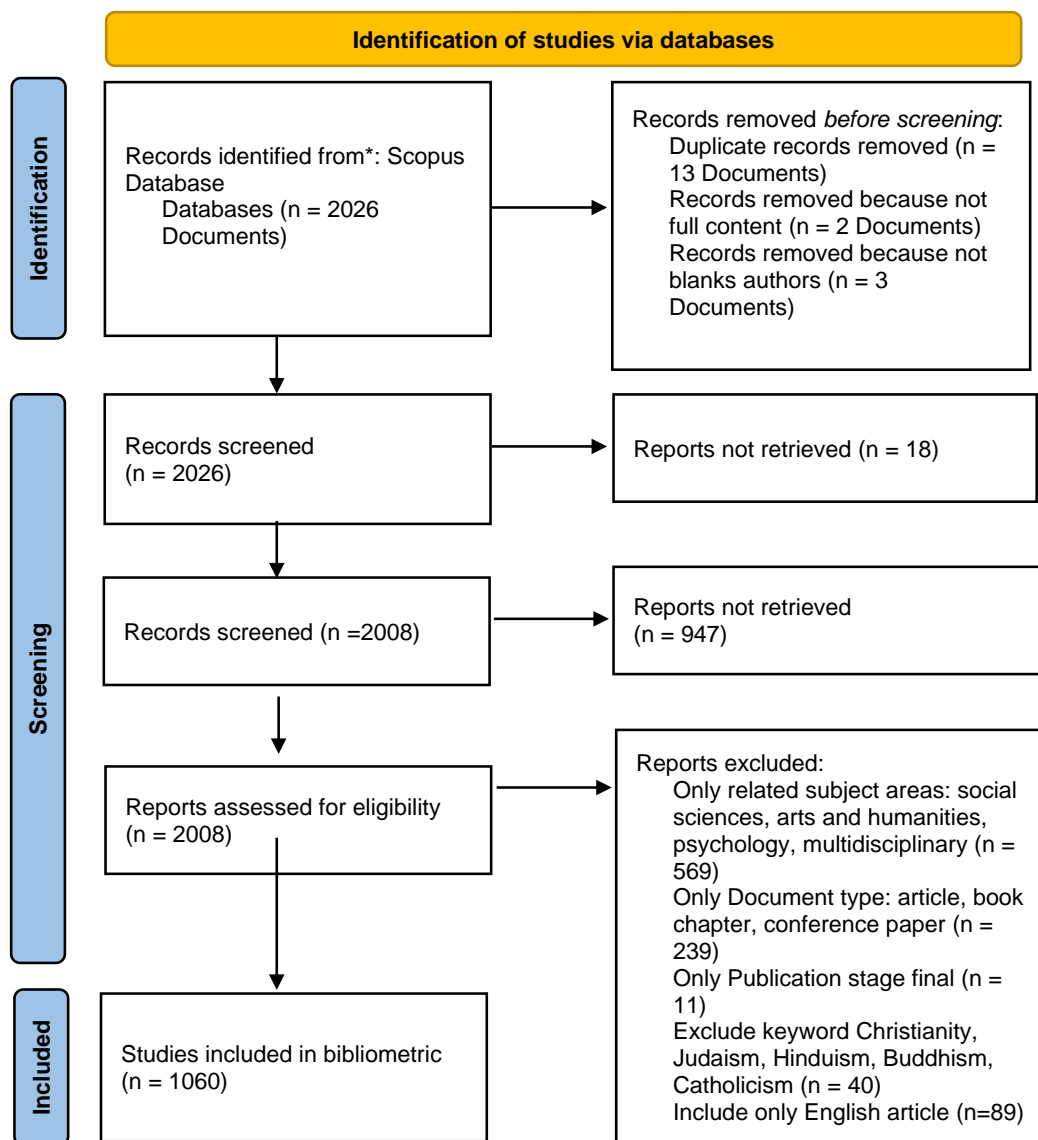 Identification of studies via databases
Identification
Records identified from*: Scopus
Database
Databases (n = 2026
Documents)
Records removed before screening:
Duplicate records removed (n =
13 Documents)
Records removed because not
full content (n = 2 Documents)
Records removed because not
blanks authors (n = 3
Documents)
Screening
Records screened
(n = 2026)
Reports not retrieved (n = 18)
Records screened (n =2008)
Reports not retrieved
(n = 947)
Reports assessed for eligibility
(n = 2008)
Reports excluded:
Only related subject areas: social
sciences, arts and humanities,
psychology, multidisciplinary (n =
569)
Only Document type: article, book
chapter, conference paper (n =
239)
Only Publication stage final (n =
11)
Exclude keyword Christianity,
Judaism, Hinduism, Buddhism,
Catholicism (n = 40)
Include only English article (n=89)
Included
Studies included in bibliometric
(n = 1060)